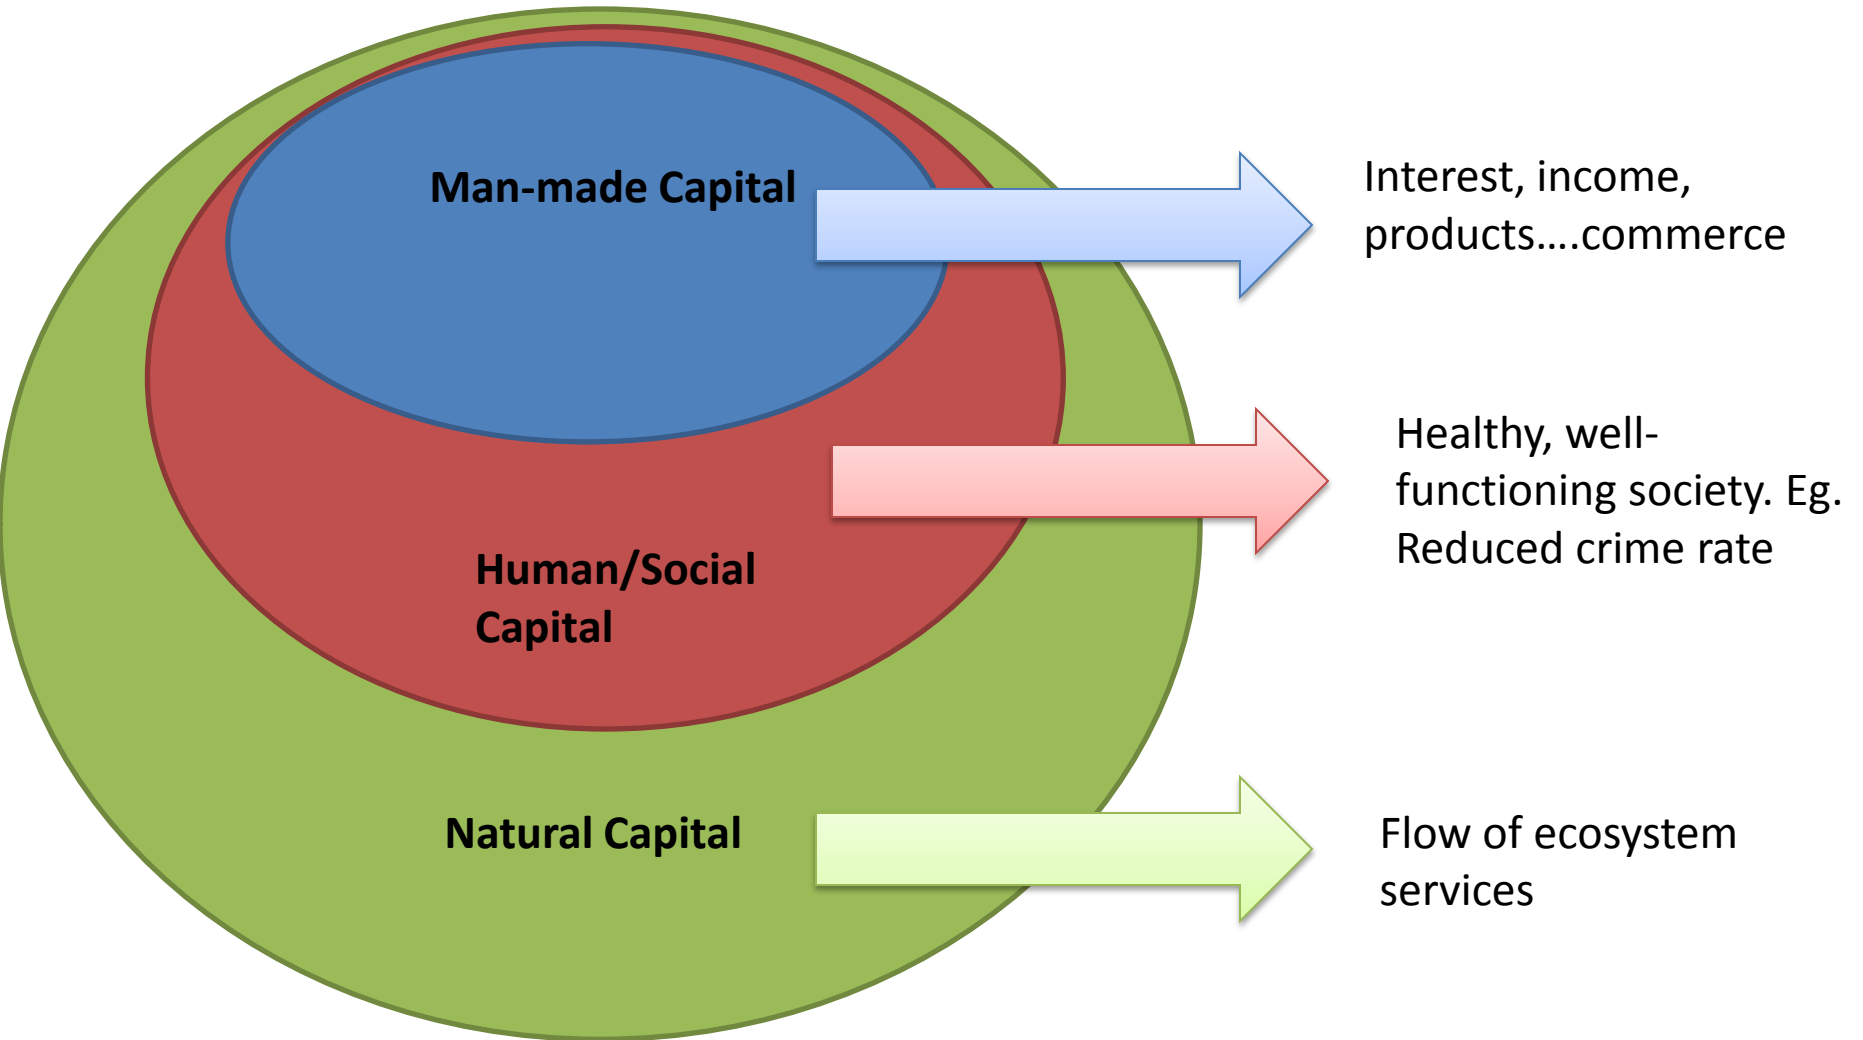 Man-made Capital
Interest, income,
products....commerce
Healthy, well-
functioning society. Eg.
Reduced crime rate
Human/Social
Capital
Natural Capital
Flow of ecosystem
services